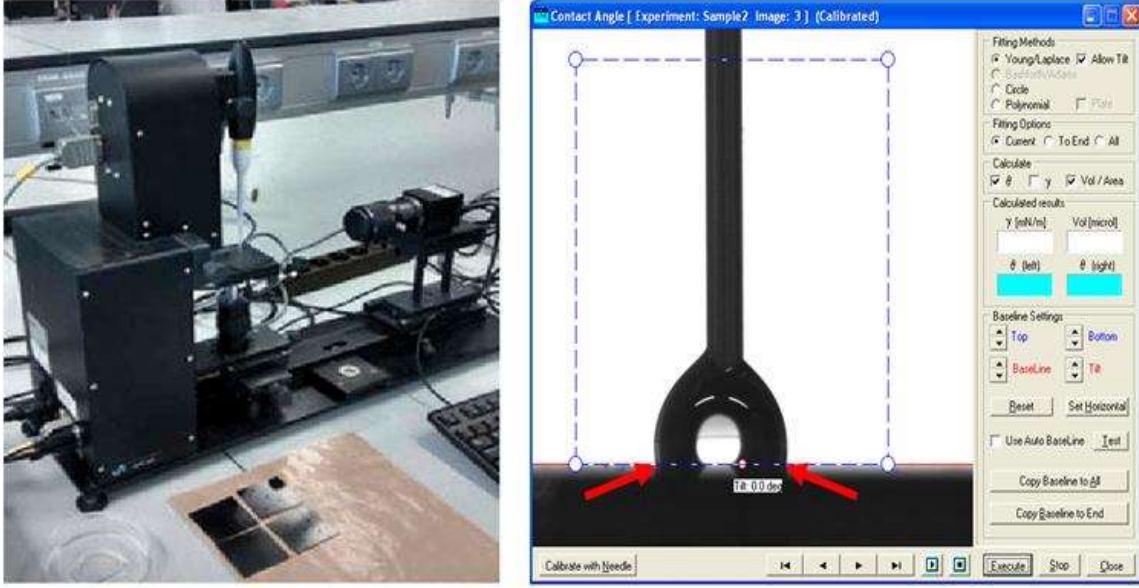 Contact Angle [ Experiment: Sample2 Image: 3 ] (Calibrated)
Fitting Methods
Young/Laplace Allow Tilt
Bashforth/Adams
Circle
Polynomial Plate
Fitting Options
Current To End All
Calculate
θ γ Vol / Area
Calculated results
γ [mN/m] Vol [microl]
θ (left) θ (right)
Baseline Settings
Top Bottom
BaseLine Tilt
Reset Set Horizontal
Use Auto BaseLine Test
Copy Baseline to All
Copy Baseline to End
Tilt: 0.0 deg
Calibrate with Needle Execute Stop Close